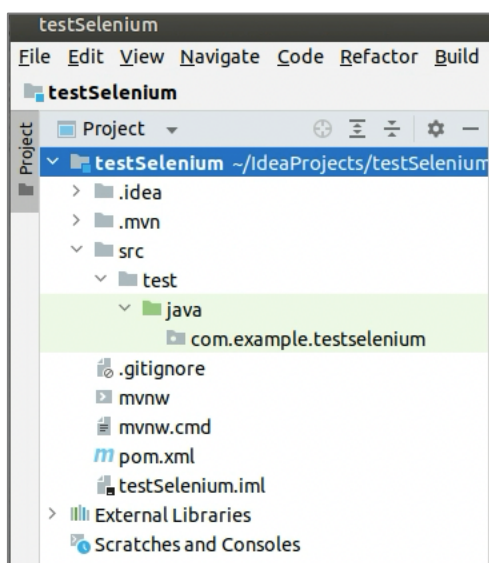 testSelenium
File Edit View Navigate Code Refactor Build
testSelenium
Project
Project
testSelenium ~/IdeaProjects/testSelenium
.idea
.mvn
src
test
java
com.example.testselenium
.gitignore
mvnw
mvnw.cmd
m pom.xml
testSelenium.iml
External Libraries
Scratches and Consoles